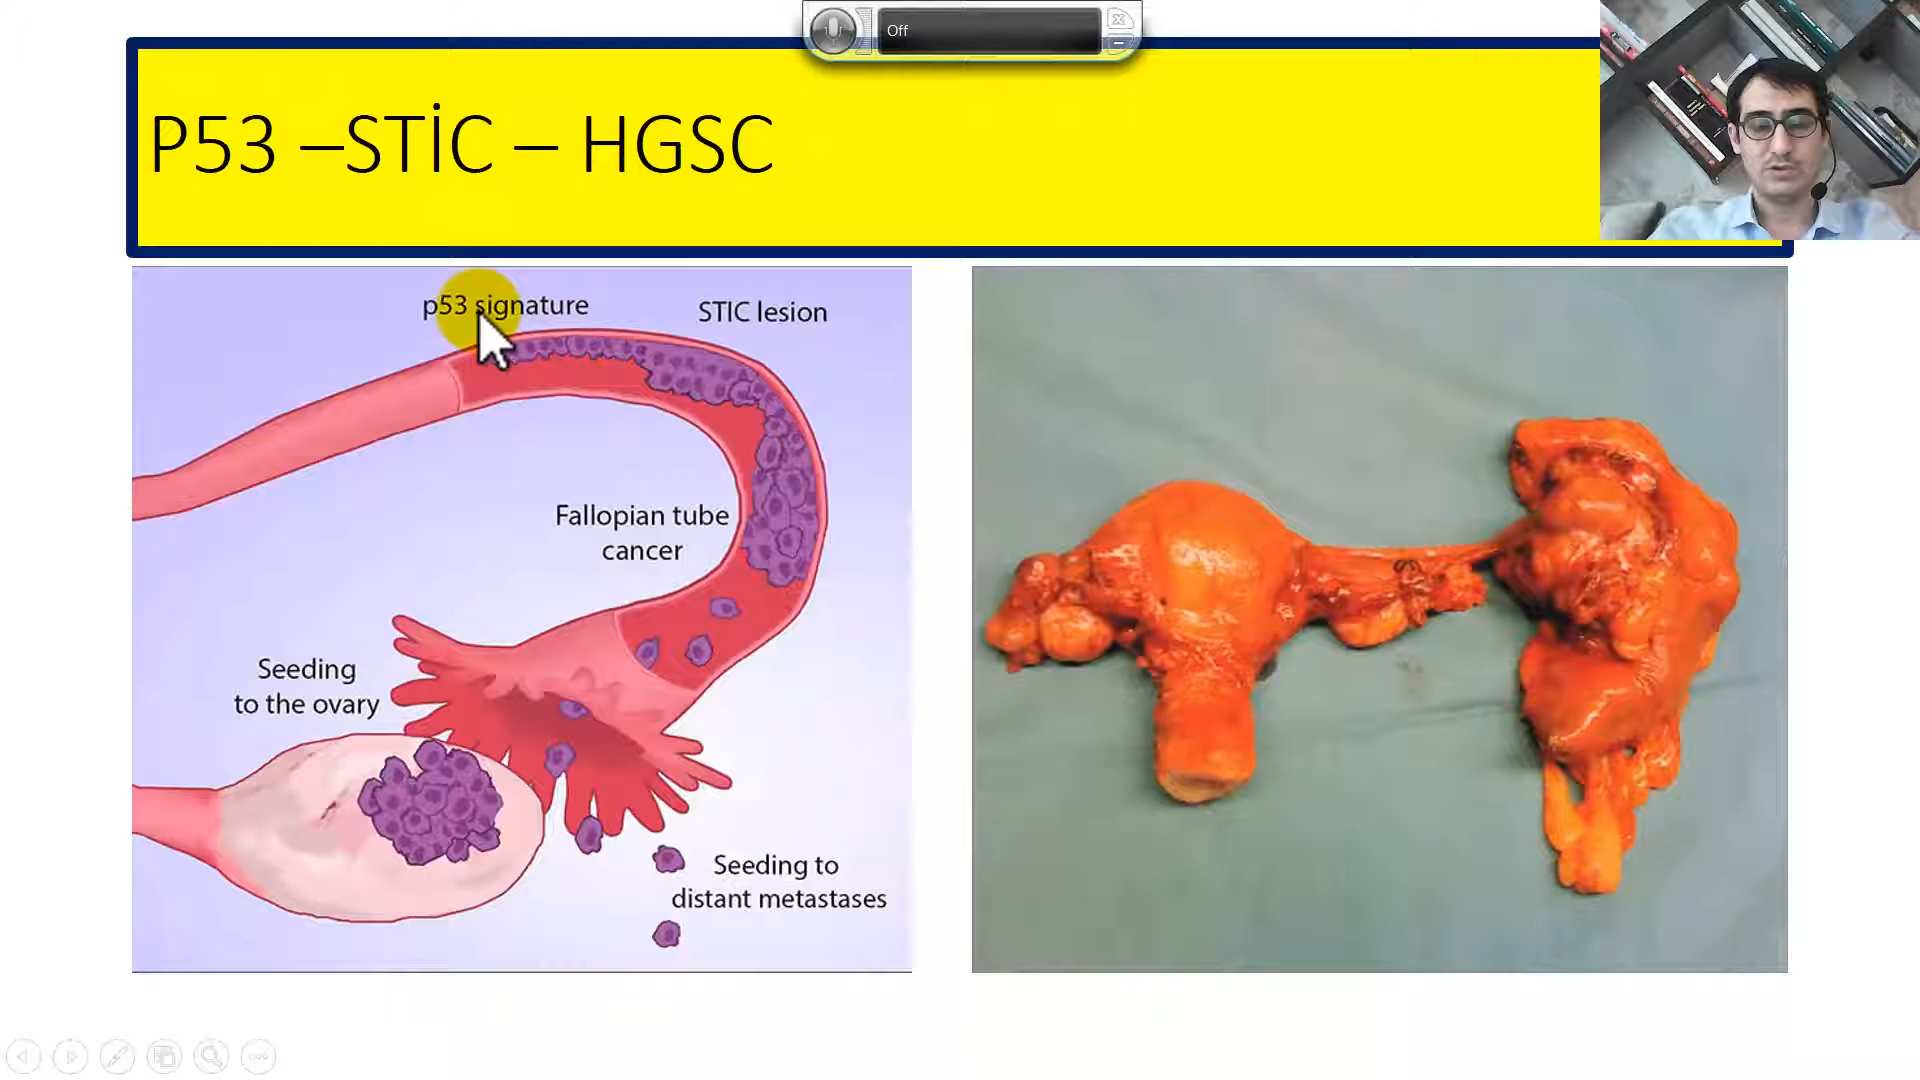 Off
P53 –STİC – HGSC
p53 signature
STIC lesion
Fallopian tube
cancer
Seeding
to the ovary
Seeding to
distant metastases